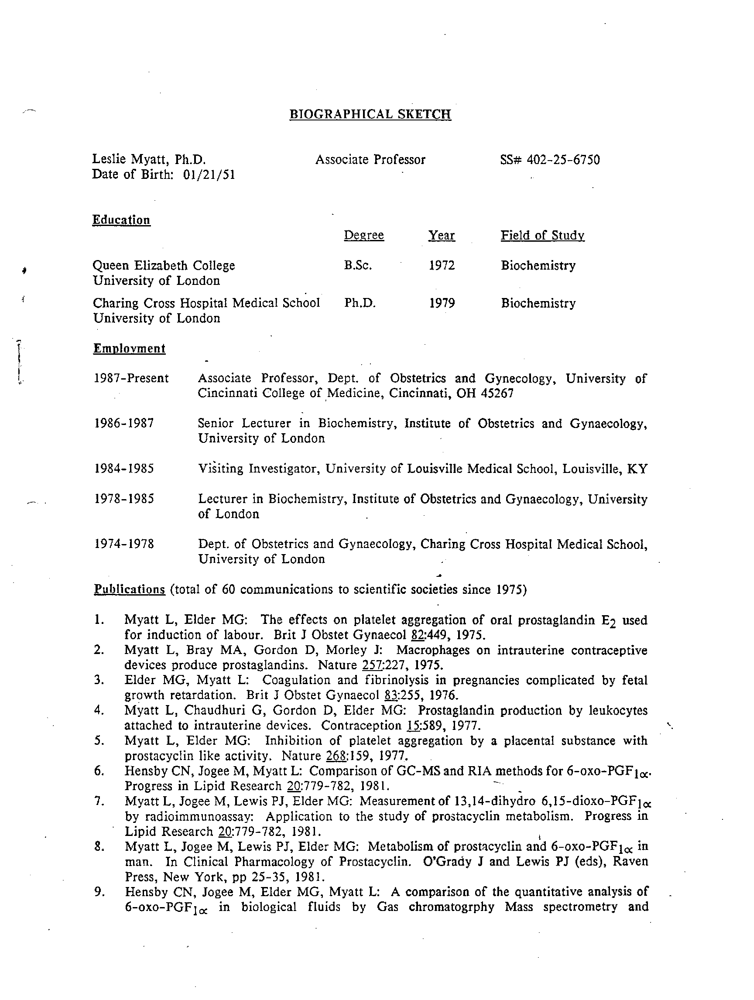 BIOGRAPHICAL SKETCH
Leslie Myatt, Ph.D. Associate Professor SS# 402-25-6750
Date of Birth: 01/21/51
Education
Degree Year Field of Study
Queen Elizabeth College B.Sc. 1972 Biochemistry
University of London
Charing Cross Hospital Medical School Ph.D. 1979 Biochemistry
University of London
Employment
1987-Present Associate Professor, Dept. of Obstetrics and Gynecology, University of
Cincinnati College of Medicine, Cincinnati, OH 45267
1986-1987 Senior Lecturer in Biochemistry, Institute of Obstetrics and Gynaecology,
University of London
1984-1985 Visiting Investigator, University of Louisville Medical School, Louisville, KY
1978-1985 Lecturer in Biochemistry, Institute of Obstetrics and Gynaecology, University
of London
1974-1978 Dept. of Obstetrics and Gynaecology, Charing Cross Hospital Medical School,
University of London
Publications (total of 60 communications to scientific societies since 1975)
1. Myatt L, Elder MG: The effects on platelet aggregation of oral prostaglandin E2 used
for induction of labour. Brit J Obstet Gynaecol 82:449, 1975.
2. Myatt L, Bray MA, Gordon D, Morley J: Macrophages on intrauterine contraceptive
devices produce prostaglandins. Nature 257:227, 1975.
3. Elder MG, Myatt L: Coagulation and fibrinolysis in pregnancies complicated by fetal
growth retardation. Brit J Obstet Gynaecol 83:255, 1976.
4. Myatt L, Chaudhuri G, Gordon D, Elder MG: Prostaglandin production by leukocytes
attached to intrauterine devices. Contraception 15:589, 1977.
5. Myatt L, Elder MG: Inhibition of platelet aggregation by a placental substance with
prostacyclin like activity. Nature 268:159, 1977.
6. Hensby CN, Jogee M, Myatt L: Comparison of GC-MS and RIA methods for 6-oxo-PGF1α.
Progress in Lipid Research 20:779-782, 1981.
7. Myatt L, Jogee M, Lewis PJ, Elder MG: Measurement of 13,14-dihydro 6,15-dioxo-PGF1α
by radioimmunoassay: Application to the study of prostacyclin metabolism. Progress in
Lipid Research 20:779-782, 1981.
8. Myatt L, Jogee M, Lewis PJ, Elder MG: Metabolism of prostacyclin and 6-oxo-PGF1α in
man. In Clinical Pharmacology of Prostacyclin. O'Grady J and Lewis PJ (eds), Raven
Press, New York, pp 25-35, 1981.
9. Hensby CN, Jogee M, Elder MG, Myatt L: A comparison of the quantitative analysis of
6-oxo-PGF1α in biological fluids by Gas chromatogrphy Mass spectrometry and